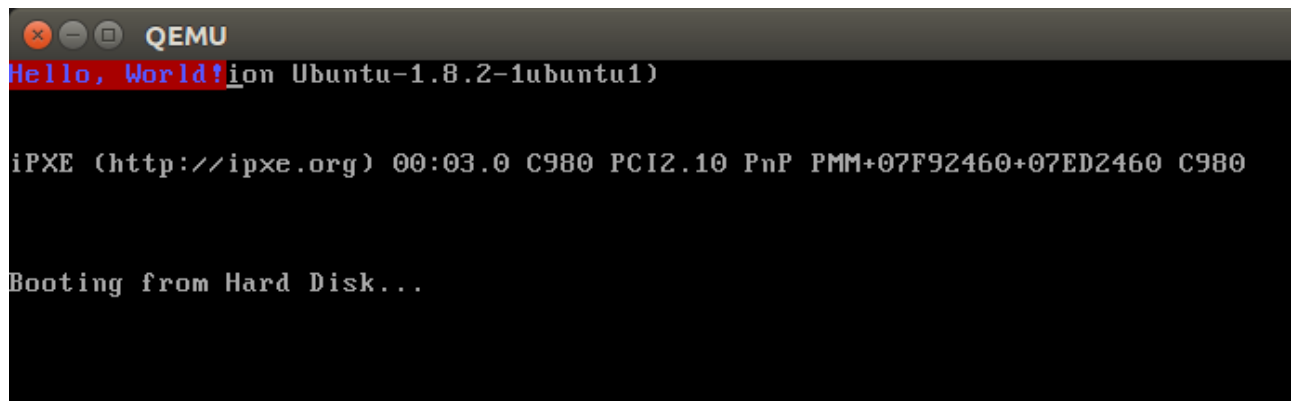 QEMU
Hello, World!ion Ubuntu-1.8.2-1ubuntu1)
iPXE (http://ipxe.org) 00:03.0 C980 PCI2.10 PnP PMM+07F92460+07ED2460 C980
Booting from Hard Disk...